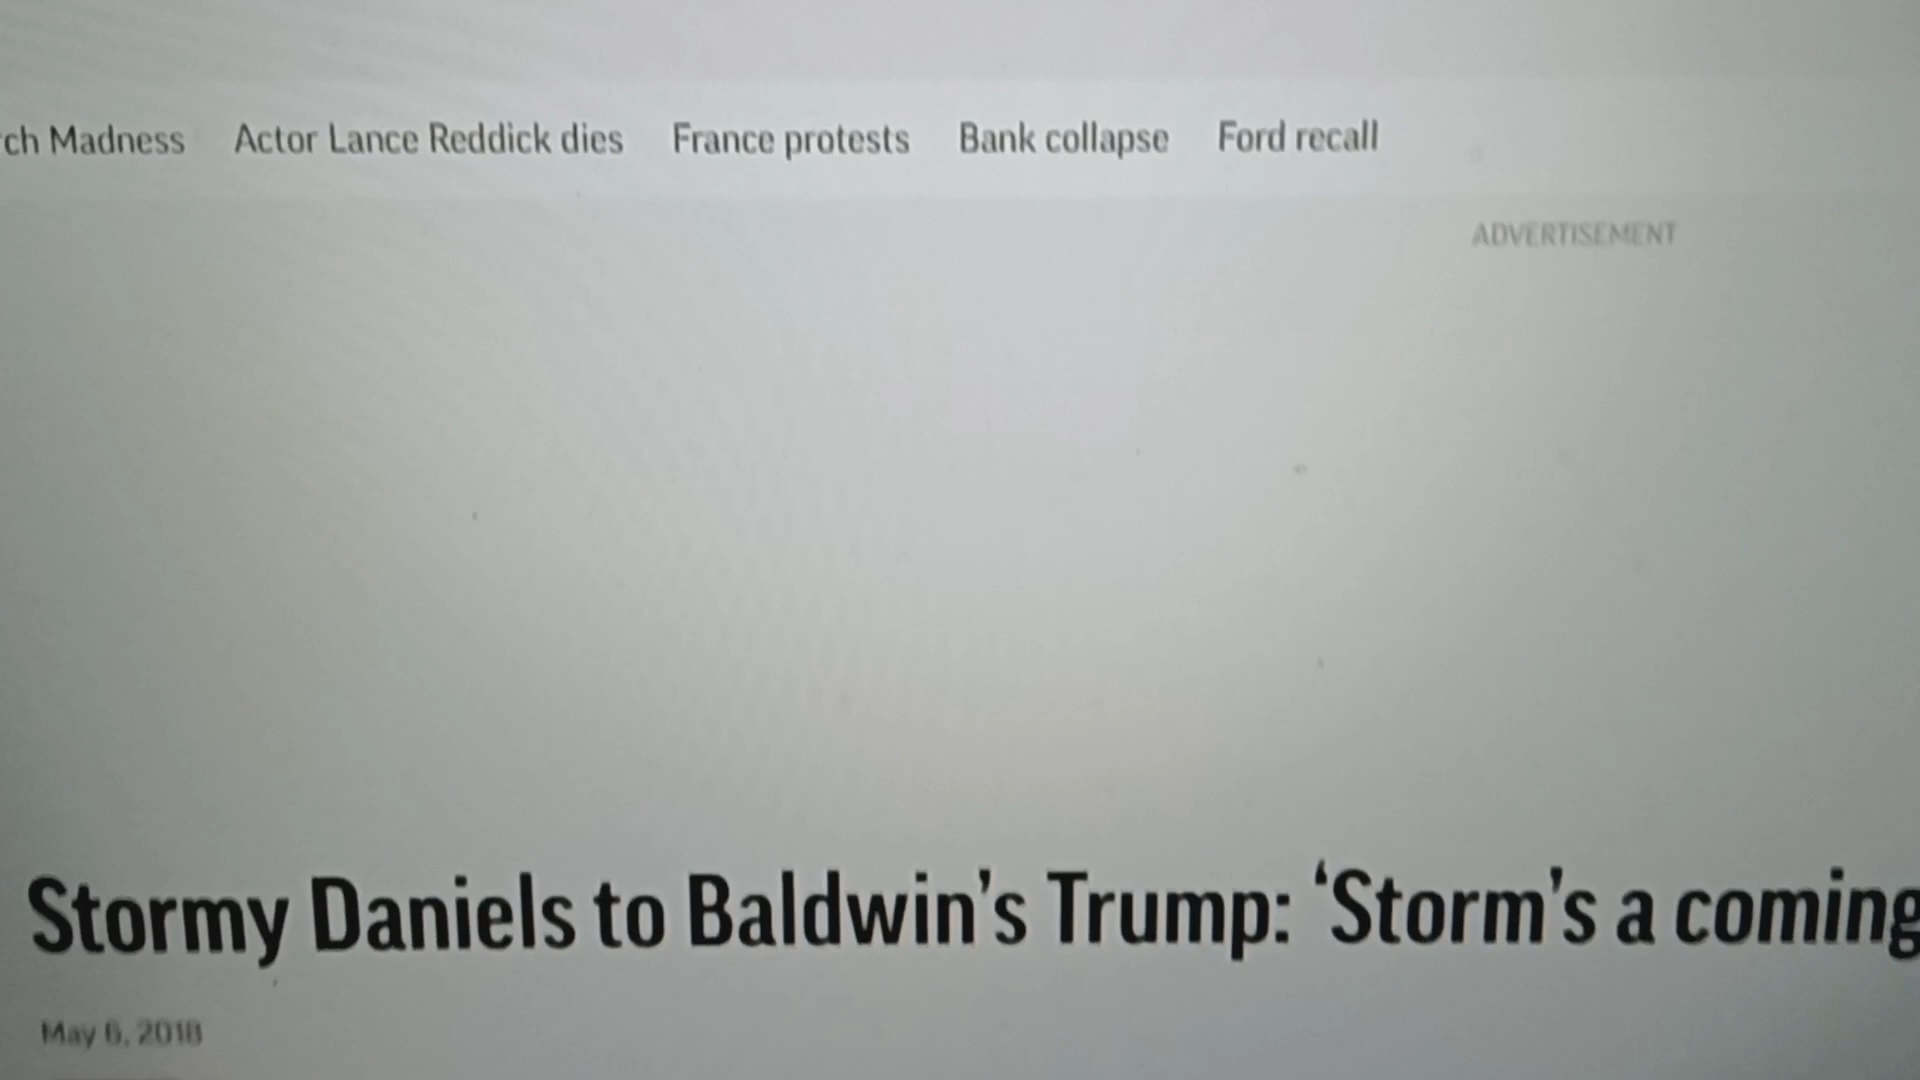 ch Madness Actor Lance Reddick dies France protests Bank collapse Ford recall
ADVERTISEMENT
Stormy Daniels to Baldwin's Trump: ‘Storm's a coming
May 6, 2018